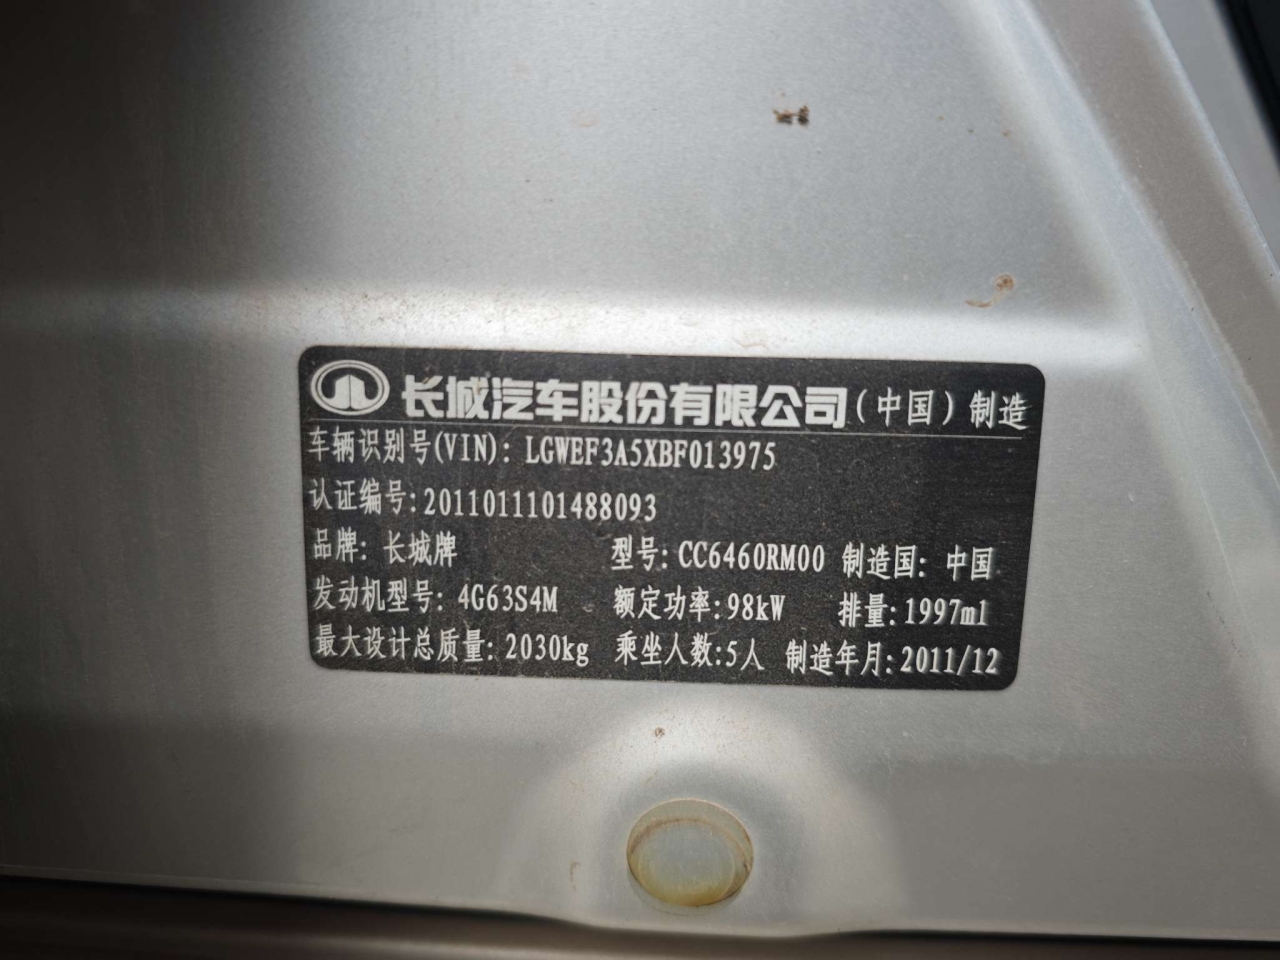 长城汽车股份有限公司(中国)制造
车辆识别号(VIN): LGWEF3A5XBF013975
认证编号:2011011101488093
品牌: 长城牌 型号: CC6460RM00 制造国: 中国
发动机型号: 4G63S4M 额定功率:98kW 排量:1997ml
最大设计总质量: 2030kg 乘坐人数:5人 制造年月:2011/12